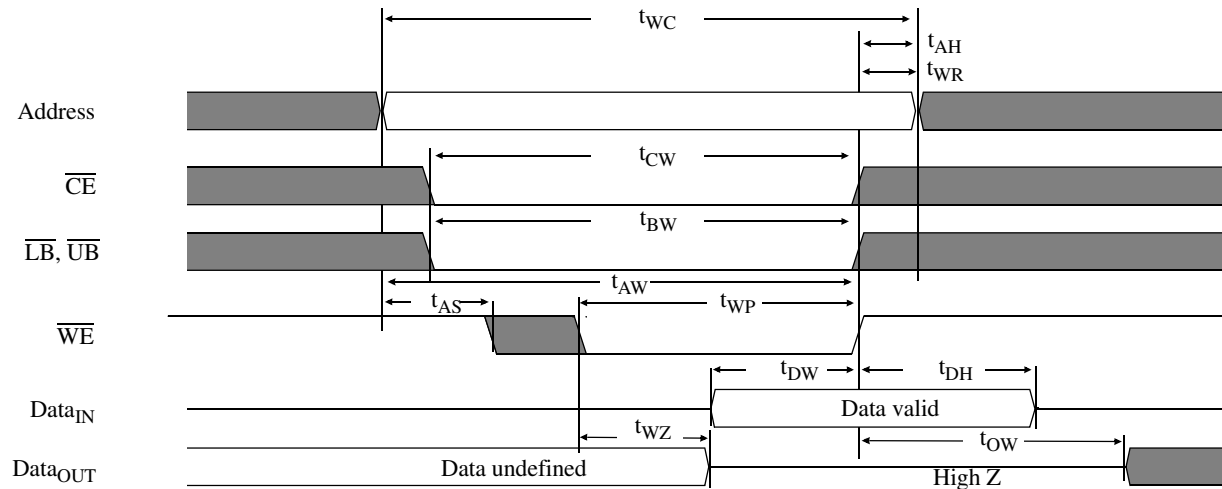 tWC
tAH
tWR
Address
tCW
CE
tBW
LB, UB
tAW
tAS
tWP
WE
tDW
tDH
DataIN
Data valid
tWZ
tOW
DataOUT
Data undefined
High Z